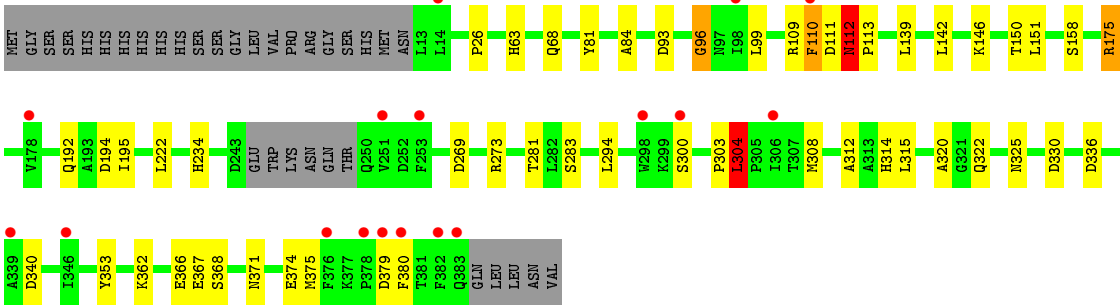 MET GLY SER SER HIS HIS HIS HIS HIS HIS SER SER GLY LEU VAL PRO ARG GLY SER HIS MET ASN L13 L14 P26 H63 Q68 Y81 A84 D93 G96 N97 I98 L99 R109 F110 D111 N112 P113 L139 L142 K146 T150 L151 S158 R175
V178 Q192 A193 D194 I195 L222 H234 D243 GLU TRP LYS ASN GLN THR Q250 V251 D252 F253 D269 R273 T281 L282 S283 L294 W298 K299 S300 P303 L304 P305 I306 T307 M308 A312 A313 H314 L315 A320 G321 Q322 N325 D330 D336
A339 D340 I346 Y353 K362 E366 E367 S368 N371 E374 M375 F376 K377 P378 D379 F380 T381 F382 Q383 GLN LEU LEU ASN VAL